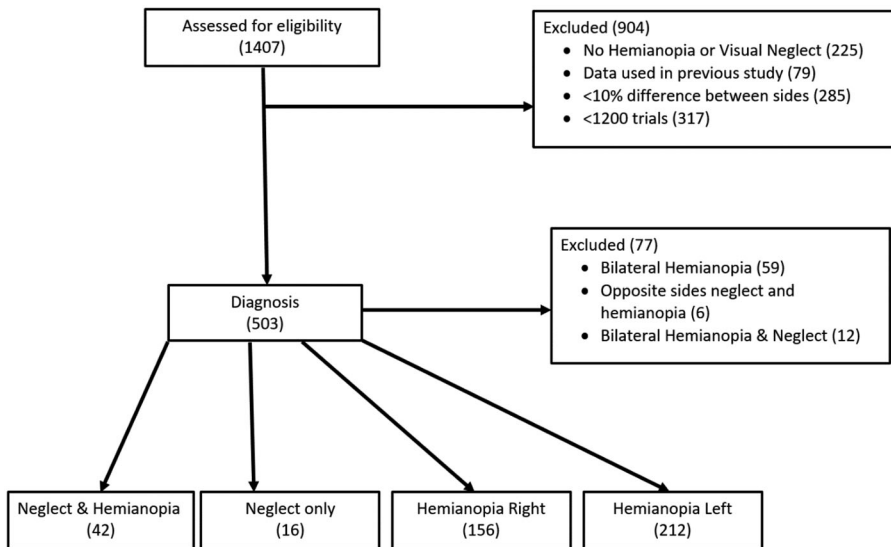 Assessed for eligibility
(1407)
Excluded (904)
• No Hemianopia or Visual Neglect (225)
• Data used in previous study (79)
• <10% difference between sides (285)
• <1200 trials (317)
Excluded (77)
• Bilateral Hemianopia (59)
• Opposite sides neglect and
hemianopia (6)
• Bilateral Hemianopia & Neglect (12)
Diagnosis
(503)
Neglect & Hemianopia
(42)
Neglect only
(16)
Hemianopia Right
(156)
Hemianopia Left
(212)